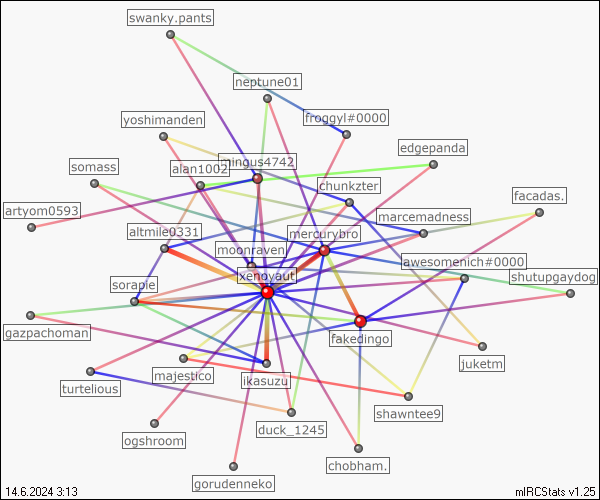 swanky.pants
neptune01
froggyl#0000
yoshimanden
edgepanda
mingus4742
alan1002
somass
chunkzter
facadas.
artyom0593
marcemadness
altmile0331
mercurybro
moonraven
awesomenich#0000
xenoyaut
shutupgaydog
sorapie
gazpachoman
fakedingo
juketm
majestico
ikasuzu
turtelious
shawntee9
duck_1245
ogshroom
chobham.
gorudenneko
14.6.2024 3:13
mIRCStats v1.25